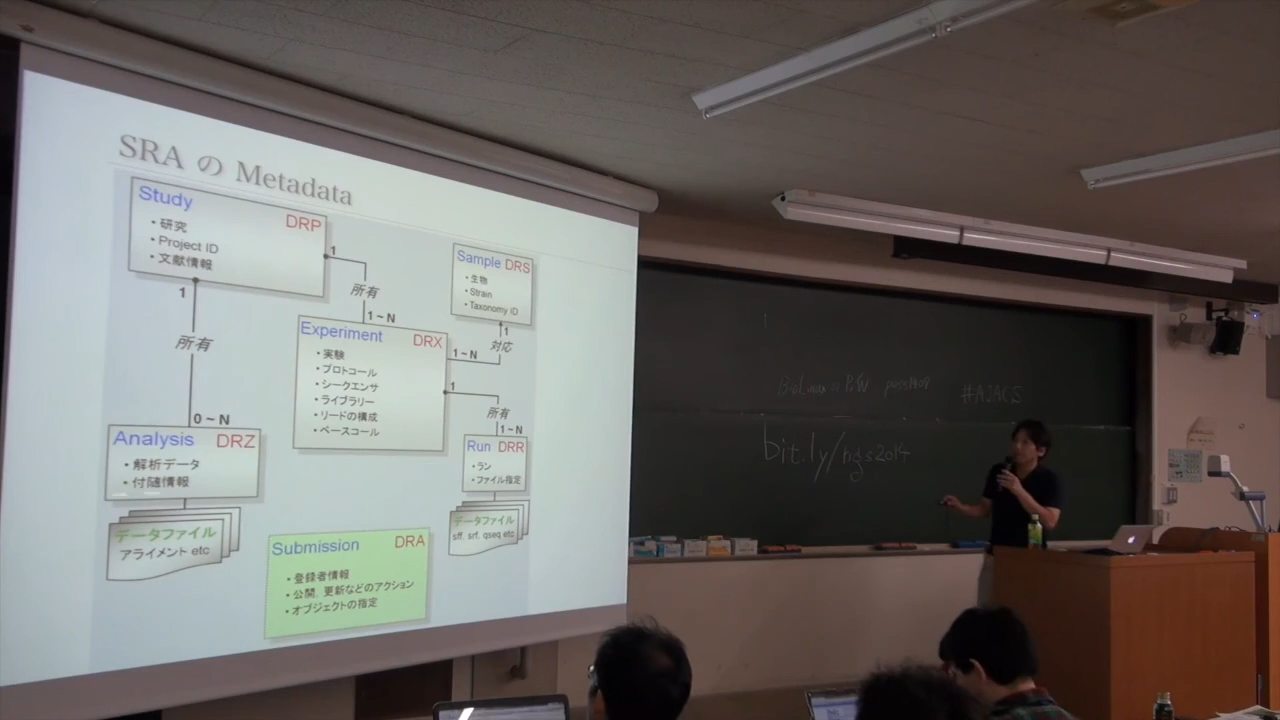 SRA の Metadata
Study
DRP
・研究
・Project ID
・文献情報
1
所有
1~N
1
所有
0~N
Sample DRS
・生物
・Strain
・Taxonomy ID
1
対応
1~N
Experiment
DRX
・実験
・プロトコール
・シークエンサ
・ライブラリー
・リードの構成
・ベースコール
1
所有
1~N
Analysis DRZ
・解析データ
・付随情報
データファイル
アライメント etc
Run DRR
・ラン
・ファイル指定
データファイル
sff, srf, qseq etc
Submission DRA
・登録者情報
・公開, 更新などのアクション
・オブジェクトの指定
#AJACS
bit.ly/ngs2014